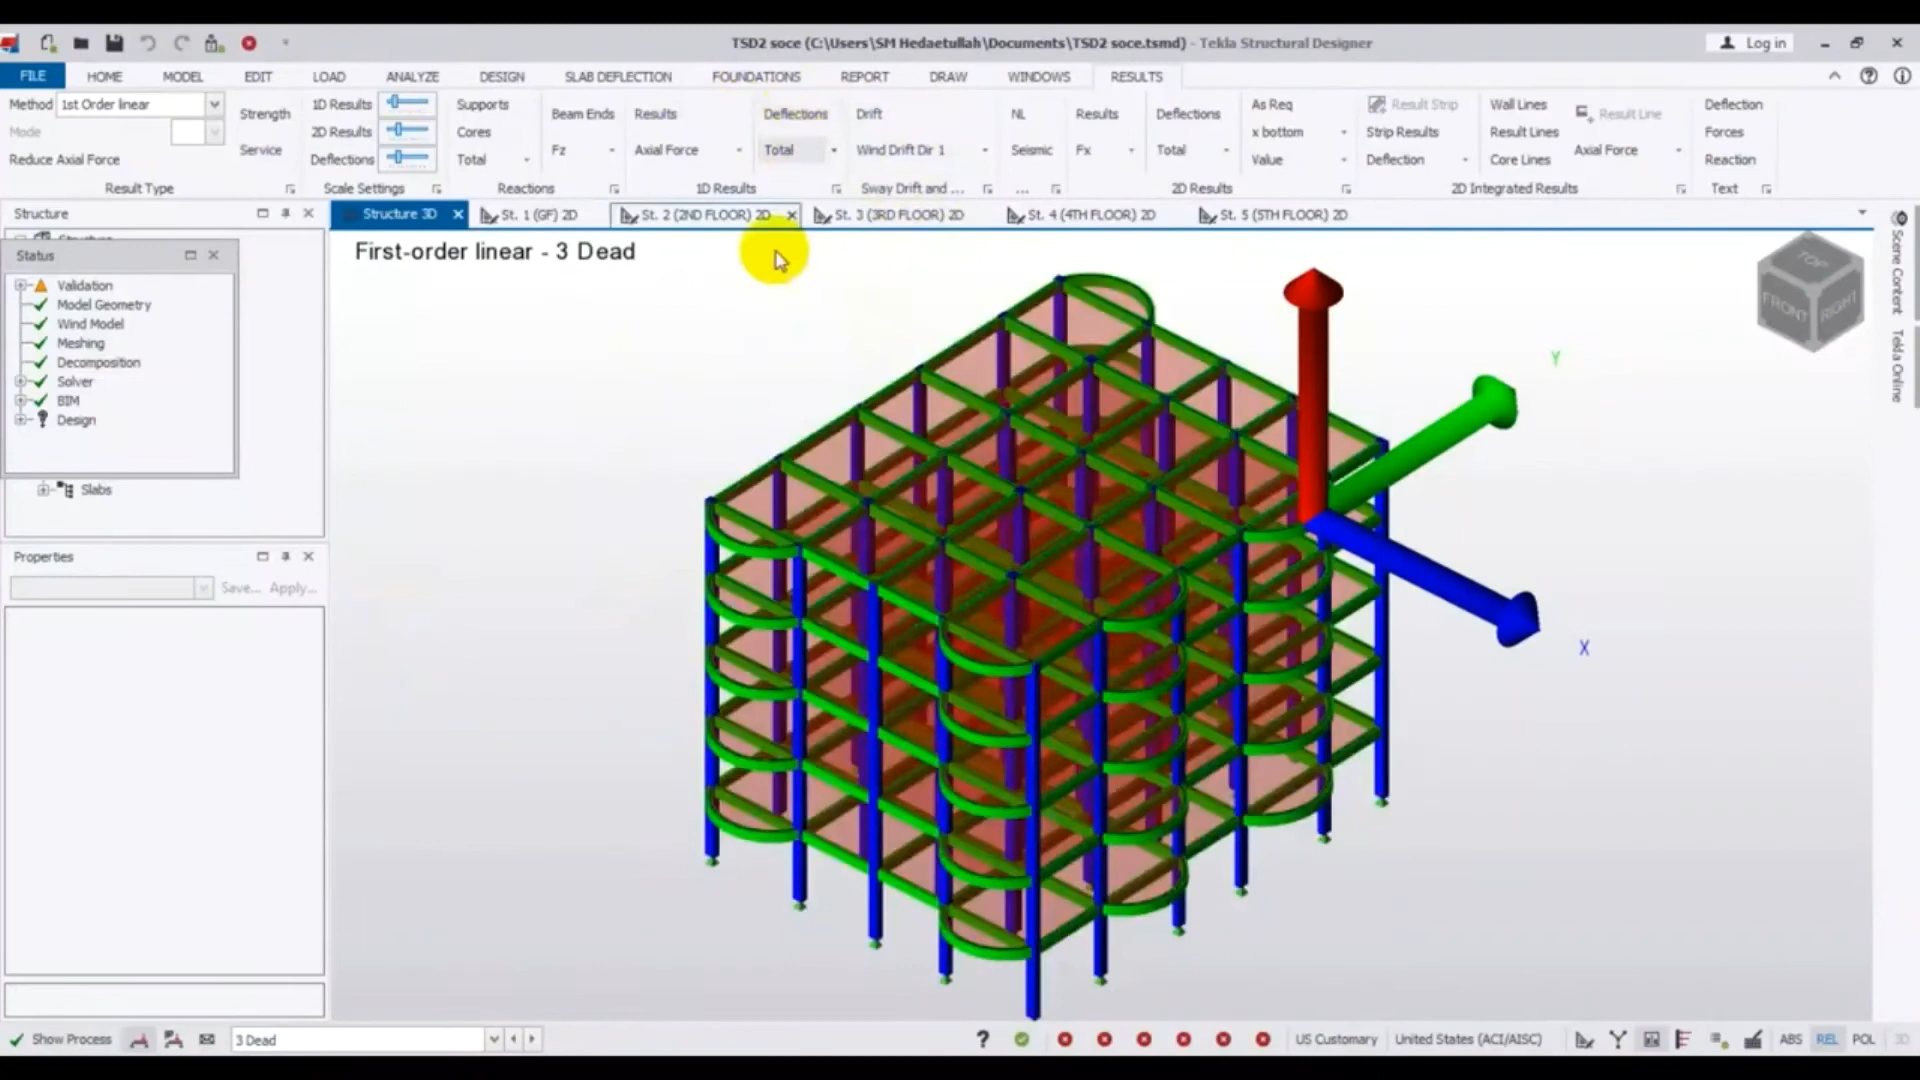 TSD2 soce (C:\Users\SM Hedaetullah\Documents\TSD2 soce.tsmd) - Tekla Structural Designer
Log in
FILE HOME MODEL EDIT LOAD ANALYZE DESIGN SLAB DEFLECTION FOUNDATIONS REPORT DRAW WINDOWS RESULTS
Method 1st Order linear
Mode
Reduce Axial Force
Result Type
Strength
Service
1D Results
2D Results
Deflections
Scale Settings
Supports
Cores
Total
Reactions
Beam Ends
Fz
Results
Axial Force
Deflections
Total
1D Results
Drift
Wind Drift Dir 1
Sway Drift and ...
NL
Seismic
...
Results
Fx
Deflections
Total
2D Results
As Req
x bottom
Value
Result Strip
Strip Results
Deflection
Wall Lines
Result Lines
Core Lines
Result Line
Axial Force
2D Integrated Results
Deflection
Forces
Reaction
Text
Structure
Structure 3D
St. 1 (GF) 2D
St. 2 (2ND FLOOR) 2D
St. 3 (3RD FLOOR) 2D
St. 4 (4TH FLOOR) 2D
St. 5 (5TH FLOOR) 2D
Status
Validation
Model Geometry
Wind Model
Meshing
Decomposition
Solver
BIM
Design
Slabs
Properties
Save... Apply...
First-order linear - 3 Dead
Y
X
TOP
FRONT
RIGHT
Scene Content
Tekla Online
Show Process
3 Dead
US Customary
United States (ACI/AISC)
ABS REL POL 3D